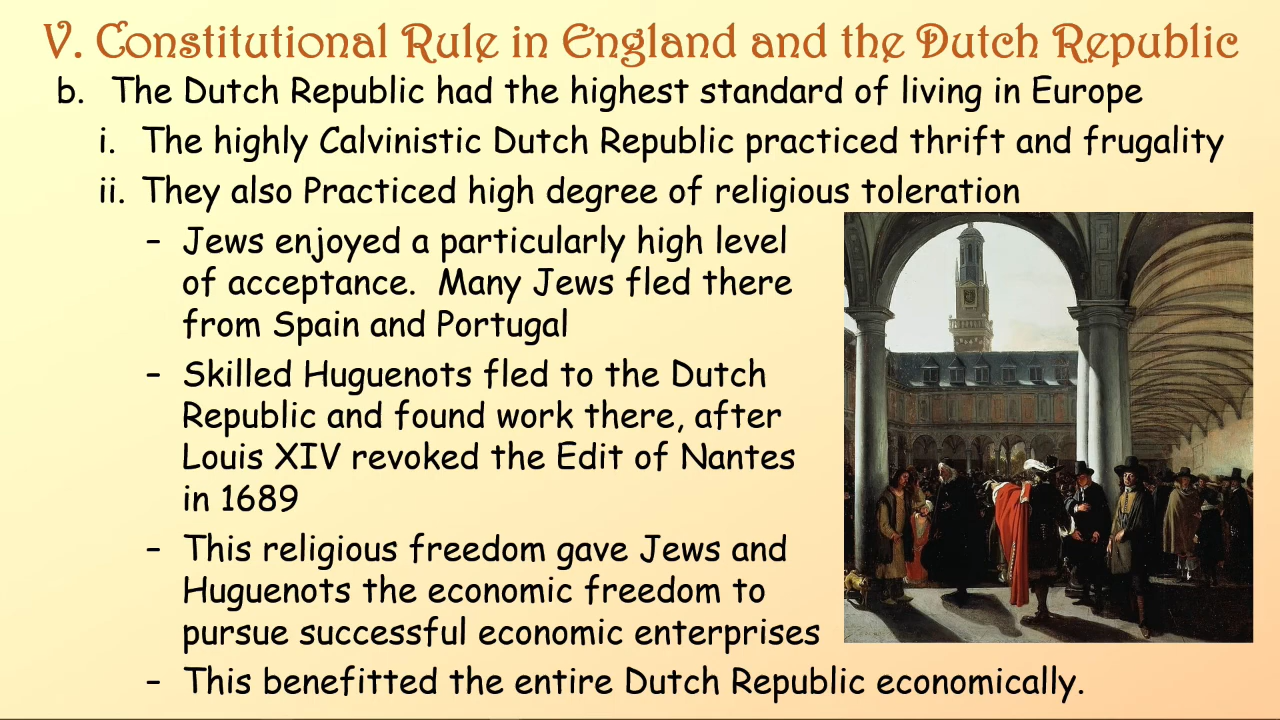 V. Constitutional Rule in England and the Dutch Republic
b. The Dutch Republic had the highest standard of living in Europe
i. The highly Calvinistic Dutch Republic practiced thrift and frugality
ii. They also Practiced high degree of religious toleration
– Jews enjoyed a particularly high level
of acceptance. Many Jews fled there
from Spain and Portugal
– Skilled Huguenots fled to the Dutch
Republic and found work there, after
Louis XIV revoked the Edit of Nantes
in 1689
– This religious freedom gave Jews and
Huguenots the economic freedom to
pursue successful economic enterprises
– This benefitted the entire Dutch Republic economically.